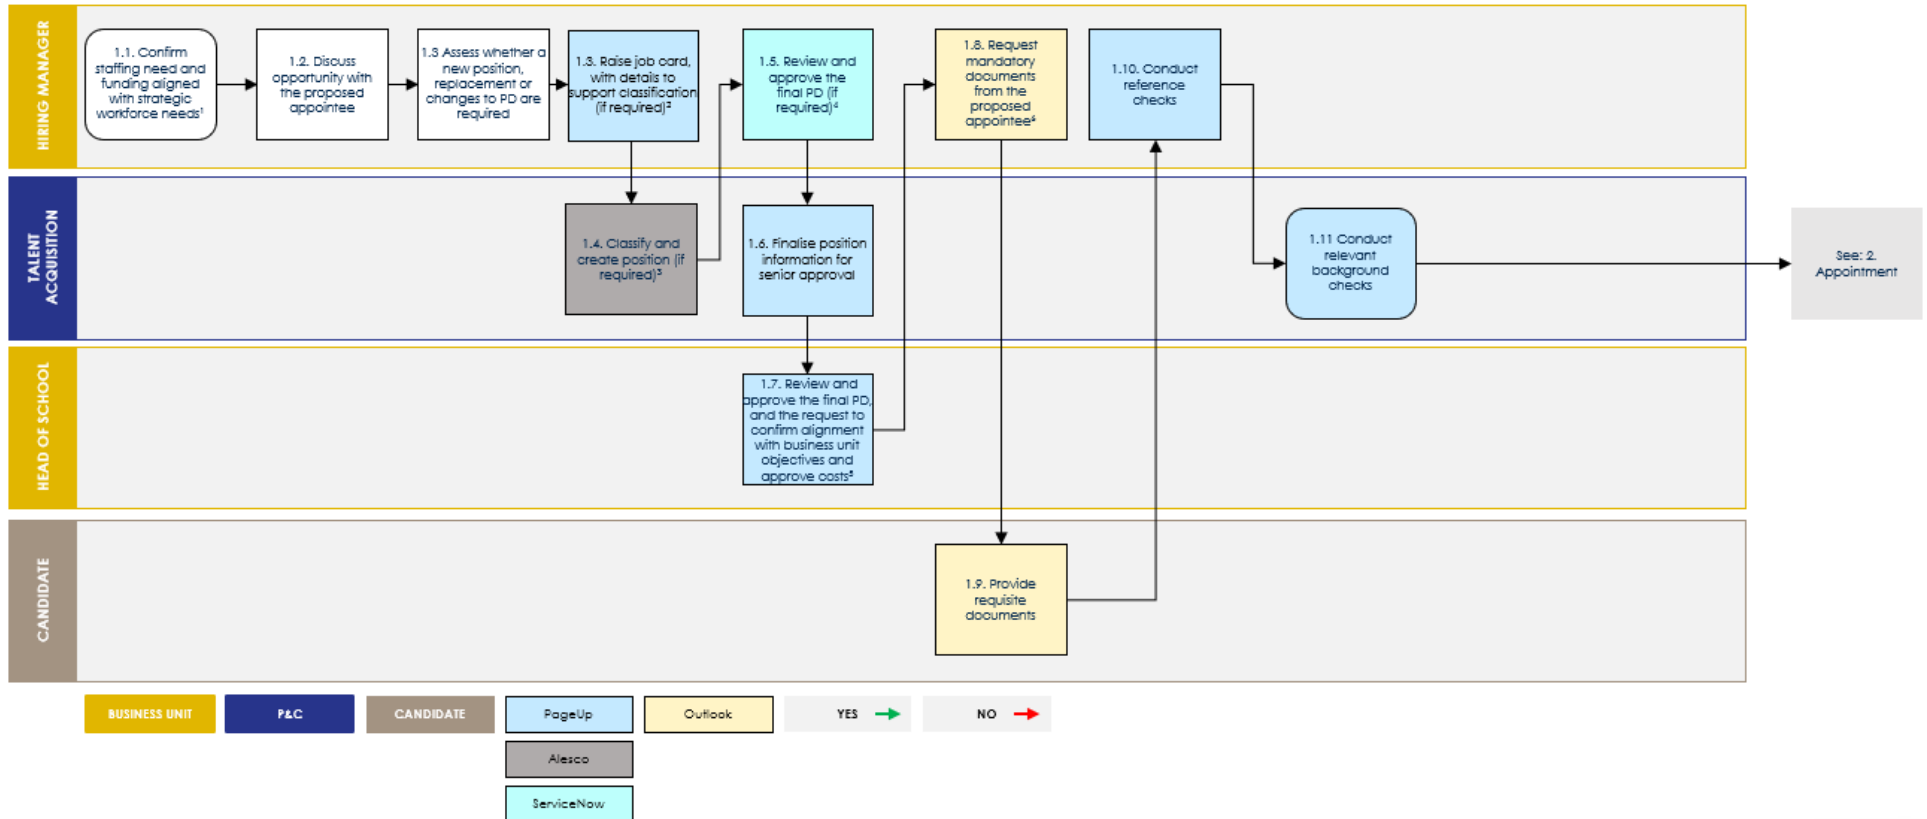 HIRING MANAGER
1.1. Confirm
staffing need and
funding aligned
with strategic
workforce needs¹
1.2. Discuss
opportunity with
the proposed
appointee
1.3 Assess whether a
new position,
replacement or
changes to PD are
required
1.3. Raise job card,
with details to
support classification
(if required)²
1.5. Review and
approve the
final PD (if
required)⁴
1.8. Request
mandatory
documents
from the
proposed
appointee⁶
1.10. Conduct
reference
checks
TALENT
ACQUISITION
1.4. Classify and
create position (if
required)³
1.6. Finalise position
information for
senior approval
1.11 Conduct
relevant
background
checks
See: 2.
Appointment
HEAD OF SCHOOL
1.7. Review and
approve the final PD,
and the request to
confirm alignment
with business unit
objectives and
approve costs⁵
CANDIDATE
1.9. Provide
requisite
documents
BUSINESS UNIT
P&C
CANDIDATE
PageUp
Outlook
YES
NO
Alesco
ServiceNow